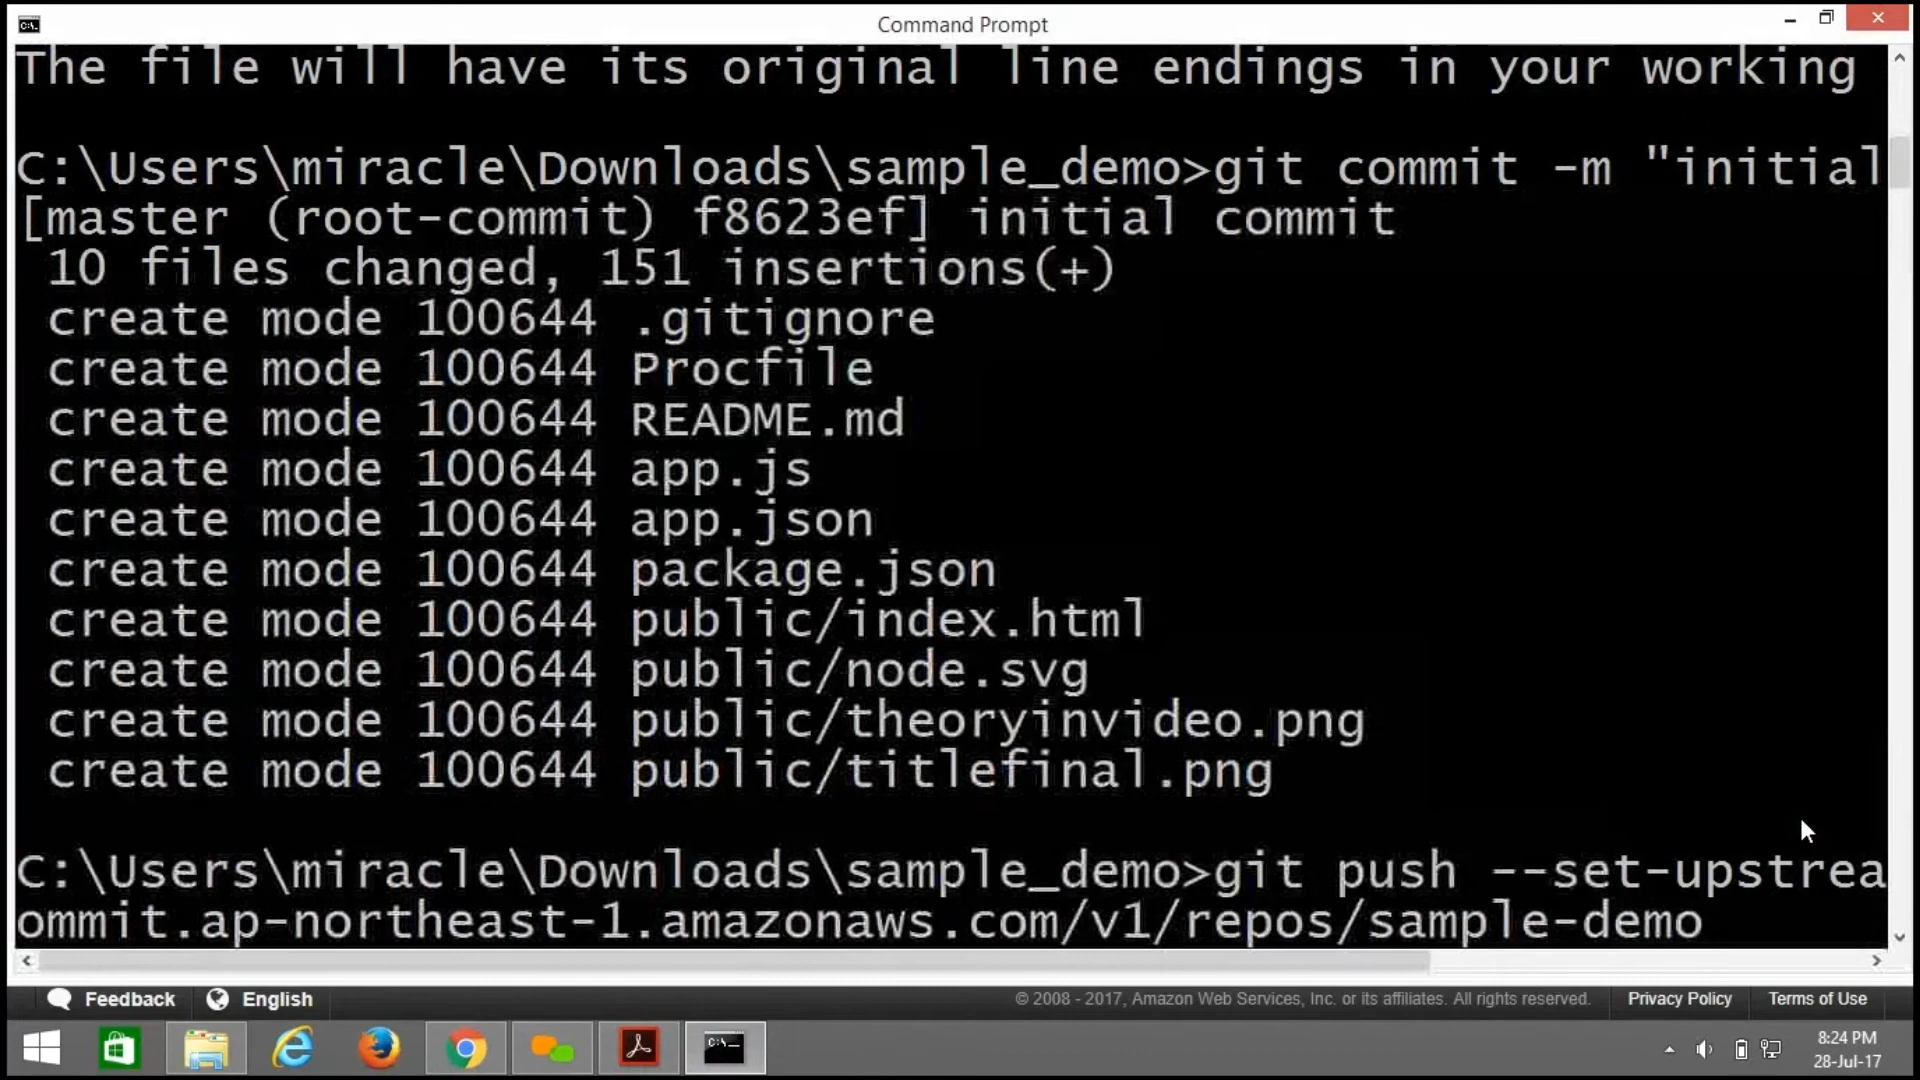 Command Prompt
The file will have its original line endings in your working
C:\Users\miracle\Downloads\sample_demo>git commit -m "initial
[master (root-commit) f8623ef] initial commit
10 files changed, 151 insertions(+)
create mode 100644 .gitignore
create mode 100644 Procfile
create mode 100644 README.md
create mode 100644 app.js
create mode 100644 app.json
create mode 100644 package.json
create mode 100644 public/index.html
create mode 100644 public/node.svg
create mode 100644 public/theoryinvideo.png
create mode 100644 public/titlefinal.png
C:\Users\miracle\Downloads\sample_demo>git push --set-upstrea
ommit.ap-northeast-1.amazonaws.com/v1/repos/sample-demo
Feedback English © 2008 - 2017, Amazon Web Services, Inc. or its affiliates. All rights reserved. Privacy Policy Terms of Use
8:24 PM
28-Jul-17